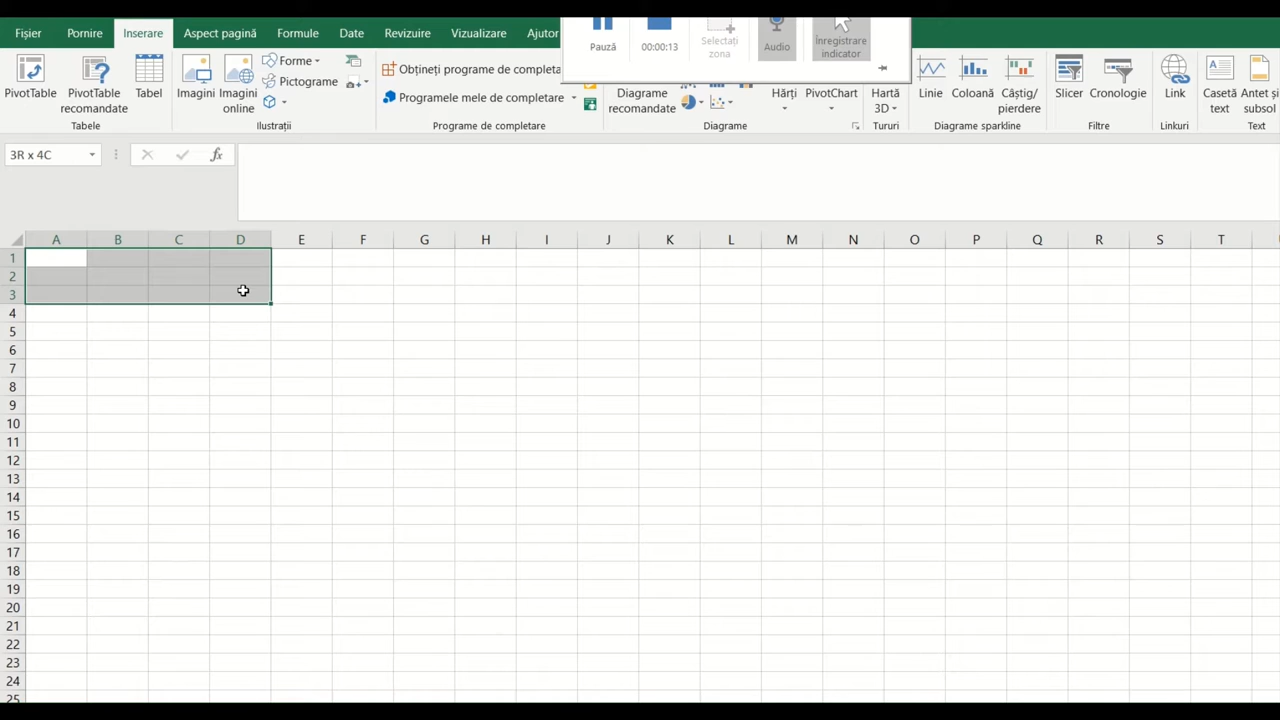 Fișier Pornire Inserare Aspect pagină Formule Date Revizuire Vizualizare Ajutor
Pauză 00:00:13 Selectați zona Audio Înregistrare indicator
PivotTable
PivotTable recomandate
Tabel
Tabele
Imagini
Imagini online
Forme
Pictograme
Ilustrații
Obțineți programe de completa
Programele mele de completare
Programe de completare
Diagrame recomandate
Hărți
PivotChart
Diagrame
Hartă 3D
Tururi
Linie
Coloană
Câștig/ pierdere
Diagrame sparkline
Slicer
Cronologie
Filtre
Link
Linkuri
Casetă text
Antet și subsol
Text
3R x 4C
fx
A B C D E F G H I J K L M N O P Q R S T
1
2
3
4
5
6
7
8
9
10
11
12
13
14
15
16
17
18
19
20
21
22
23
24
25